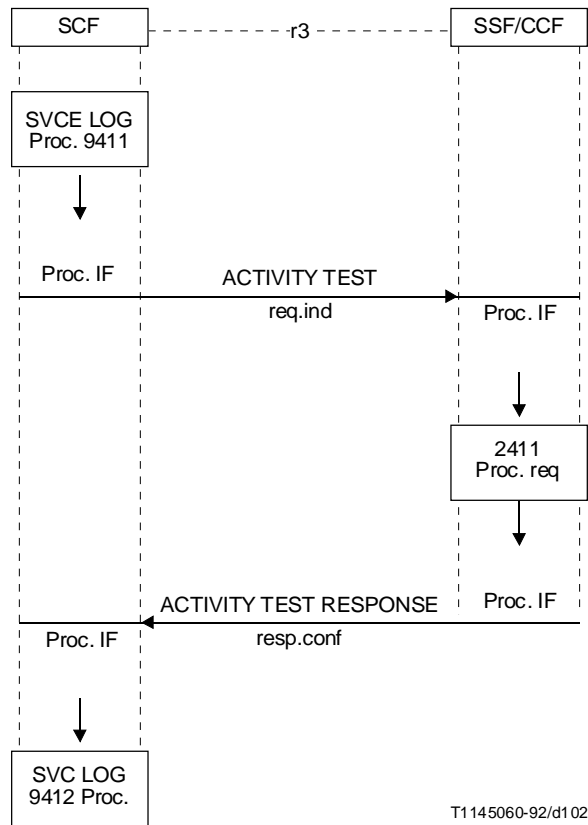 SCF
r3
SSF/CCF
SVCE LOG
Proc. 9411
Proc. IF
ACTIVITY TEST
req.ind
Proc. IF
2411
Proc. req
Proc. IF
ACTIVITY TEST RESPONSE
Proc. IF
resp.conf
SVC LOG
9412 Proc.
T1145060-92/d102